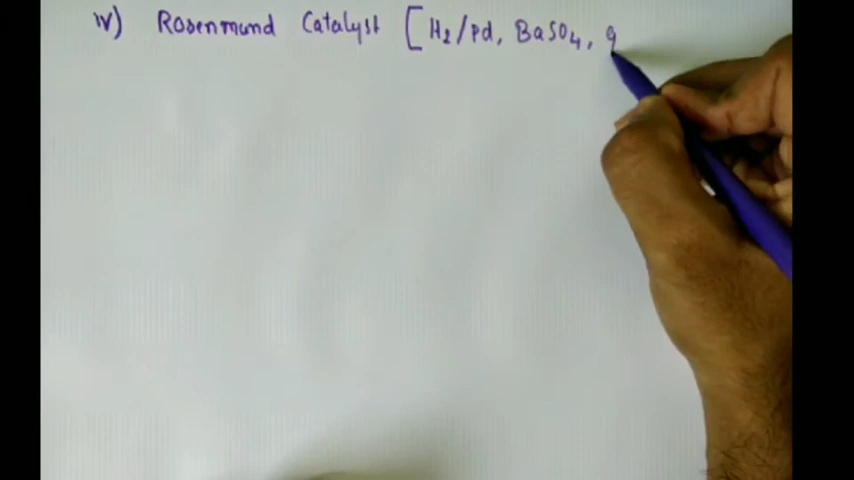 iv) Rosenmund Catalyst [H2/Pd, BaSO4, q